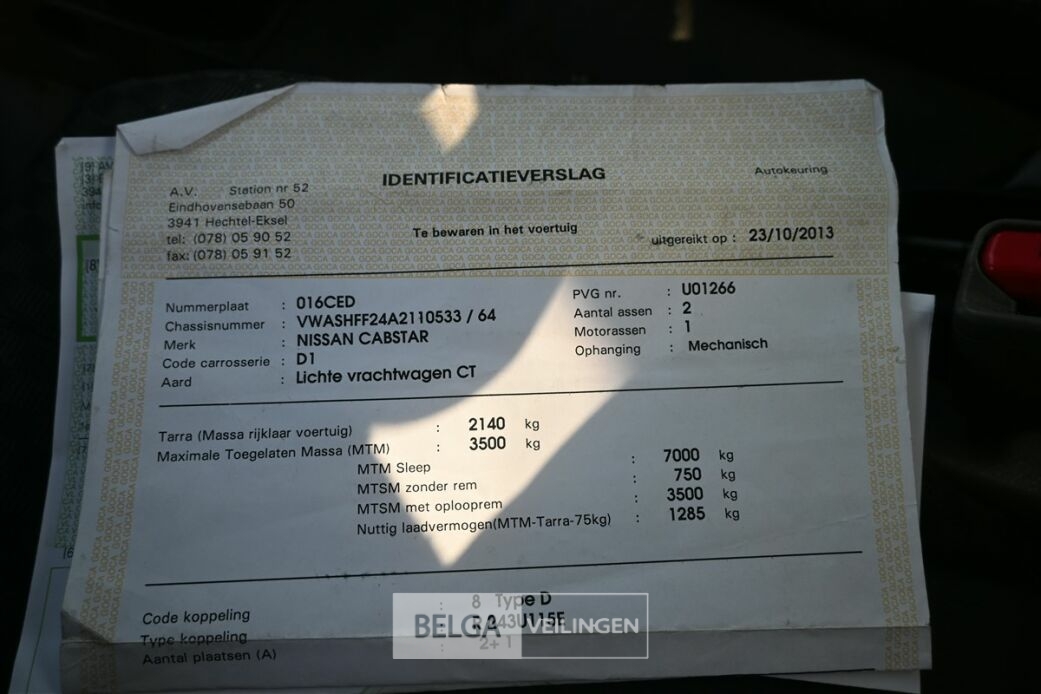 IDENTIFICATIEVERSLAG
Autokeuring
A.V. Station nr 52
Eindhovensebaan 50
3941 Hechtel-Eksel
tel: (078) 05 90 52
fax: (078) 05 91 52
Te bewaren in het voertuig
uitgereikt op : 23/10/2013
Nummerplaat : 016CED
Chassisnummer : VWASHFF24A2110533 / 64
Merk : NISSAN CABSTAR
Code carrosserie : D1
Aard : Lichte vrachtwagen CT
PVG nr. : U01266
Aantal assen : 2
Motorassen : 1
Ophanging : Mechanisch
Tarra (Massa rijklaar voertuig) : 2140 kg
Maximale Toegelaten Massa (MTM) : 3500 kg
MTM Sleep : 7000 kg
MTSM zonder rem : 750 kg
MTSM met oplooprem : 3500 kg
Nuttig laadvermogen(MTM-Tarra-75kg) : 1285 kg
Code koppeling : 8 Type D
Type koppeling :
Aantal plaatsen (A) : 2+1
BELGA VEILINGEN